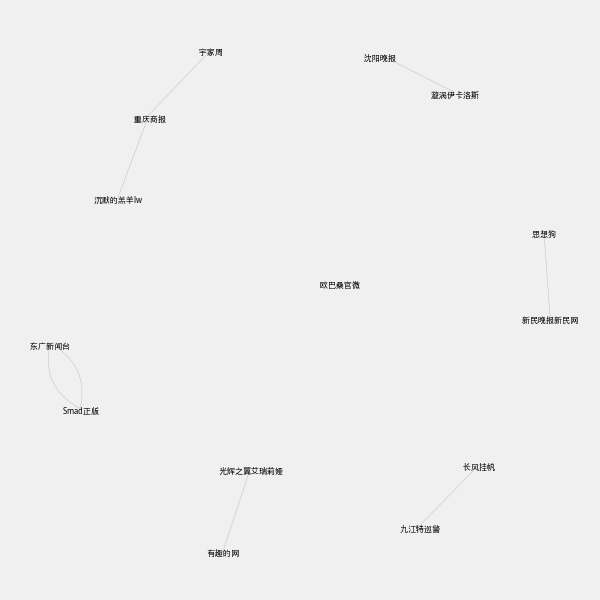 宇家周
沈阳晚报
漩涡伊卡洛斯
重庆商报
沉默的羔羊lw
思想狗
欧巴桑官微
新民晚报新民网
东广新闻台
Smad正版
光辉之翼艾瑞莉娅
长风挂帆
九江特巡警
有趣的网